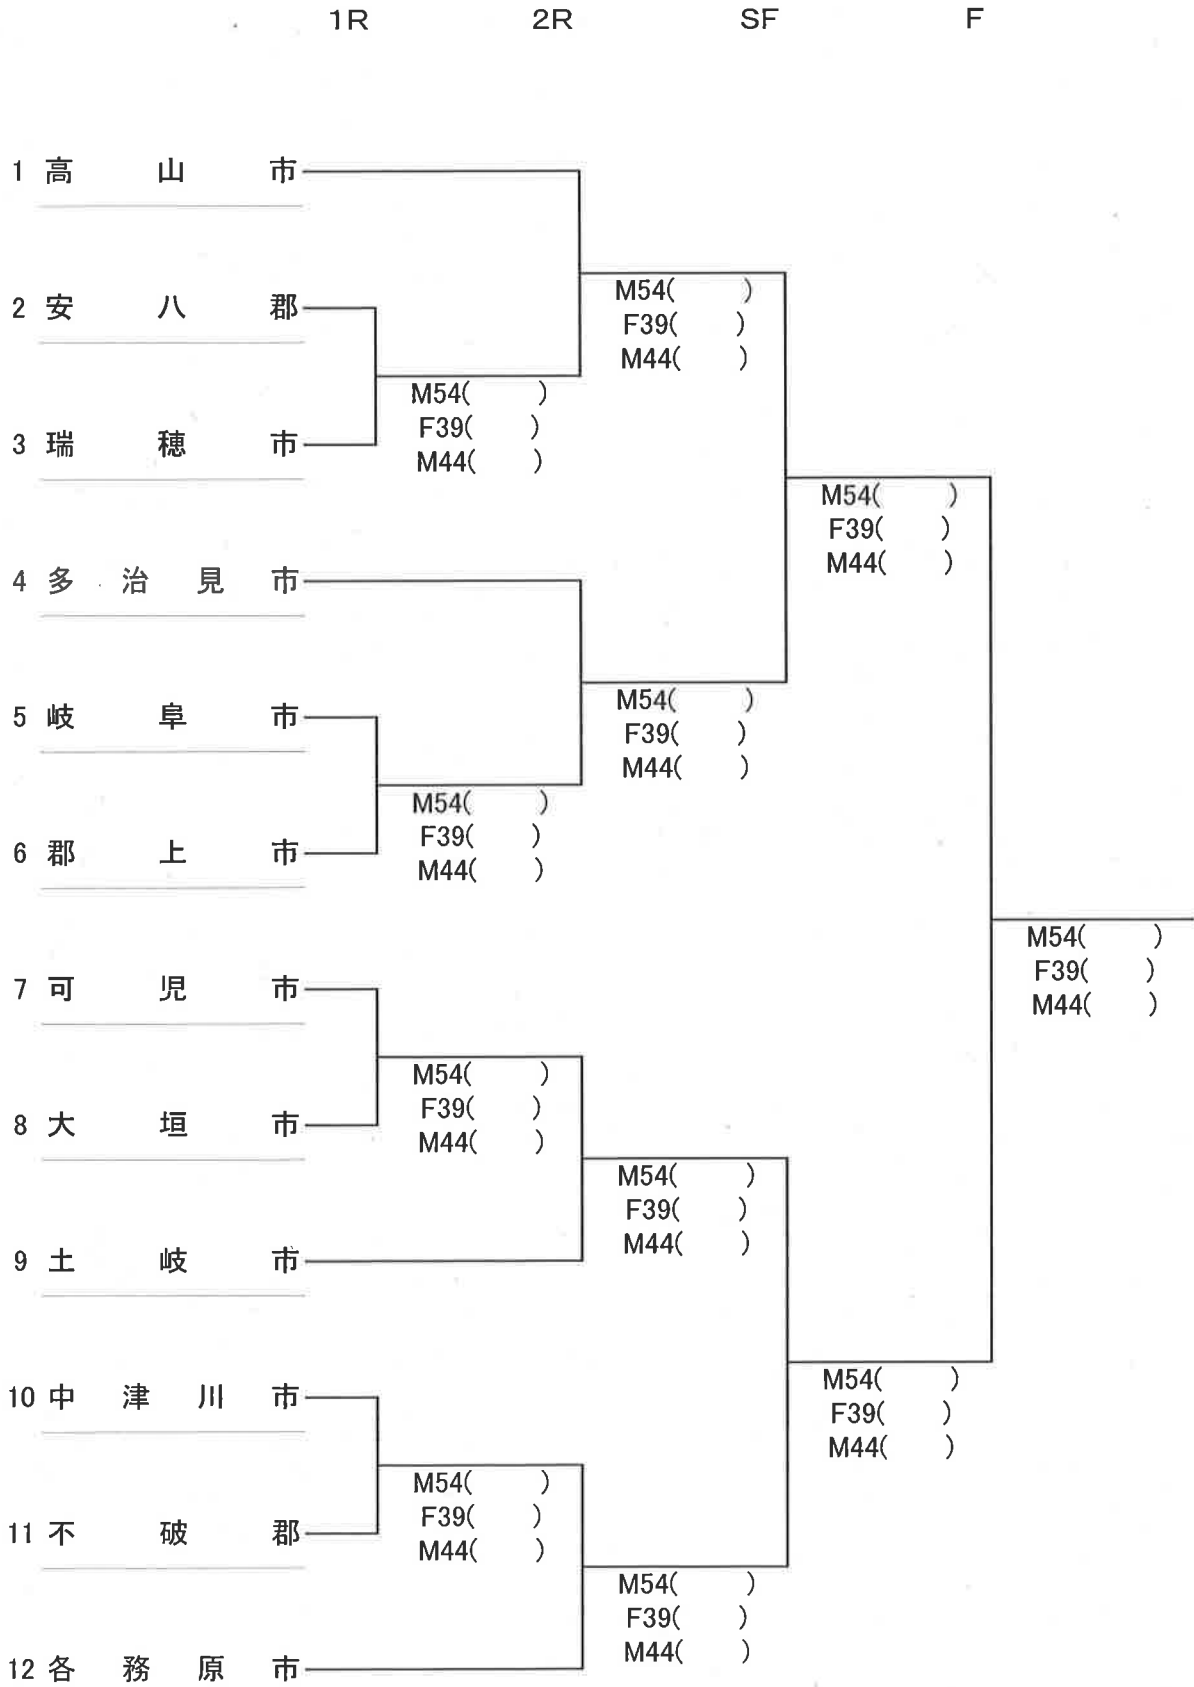 1R 2R SF F
1 高山市
2 安八郡
M54( )
F39( )
M44( )
M54( )
F39( )
M44( )
3 瑞穂市
M54( )
F39( )
M44( )
4 多治見市
5 岐阜市
M54( )
F39( )
M44( )
6 郡上市
M54( )
F39( )
M44( )
7 可児市
M54( )
F39( )
M44( )
8 大垣市
M54( )
F39( )
M44( )
9 土岐市
M54( )
F39( )
M44( )
10 中津川市
M54( )
F39( )
M44( )
11 不破郡
M54( )
F39( )
M44( )
12 各務原市
M54( )
F39( )
M44( )